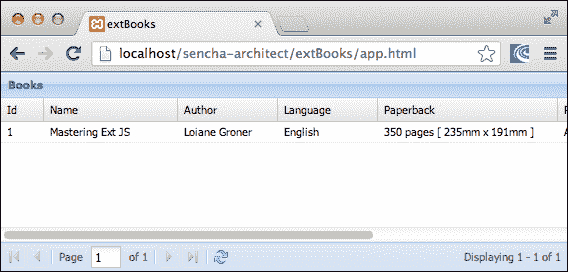 extBooks
localhost/sencha-architect/extBooks/app.html
Books
Id Name Author Language Paperback
1 Mastering Ext JS Loiane Groner English 350 pages [ 235mm x 191mm ]
Page 1 of 1 Displaying 1 - 1 of 1